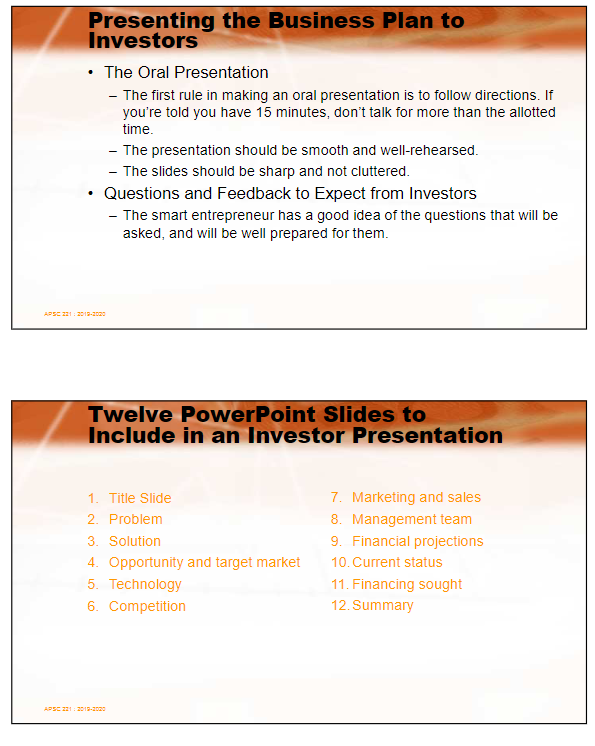 Presenting the Business Plan to
Investors
• The Oral Presentation
– The first rule in making an oral presentation is to follow directions. If
you're told you have 15 minutes, don't talk for more than the allotted
time.
– The presentation should be smooth and well-rehearsed.
– The slides should be sharp and not cluttered.
• Questions and Feedback to Expect from Investors
– The smart entrepreneur has a good idea of the questions that will be
asked, and will be well prepared for them.
APSC 221 : 2019-2020
Twelve PowerPoint Slides to
Include in an Investor Presentation
1. Title Slide
2. Problem
3. Solution
4. Opportunity and target market
5. Technology
6. Competition
7. Marketing and sales
8. Management team
9. Financial projections
10. Current status
11. Financing sought
12. Summary
APSC 221 : 2019-2020